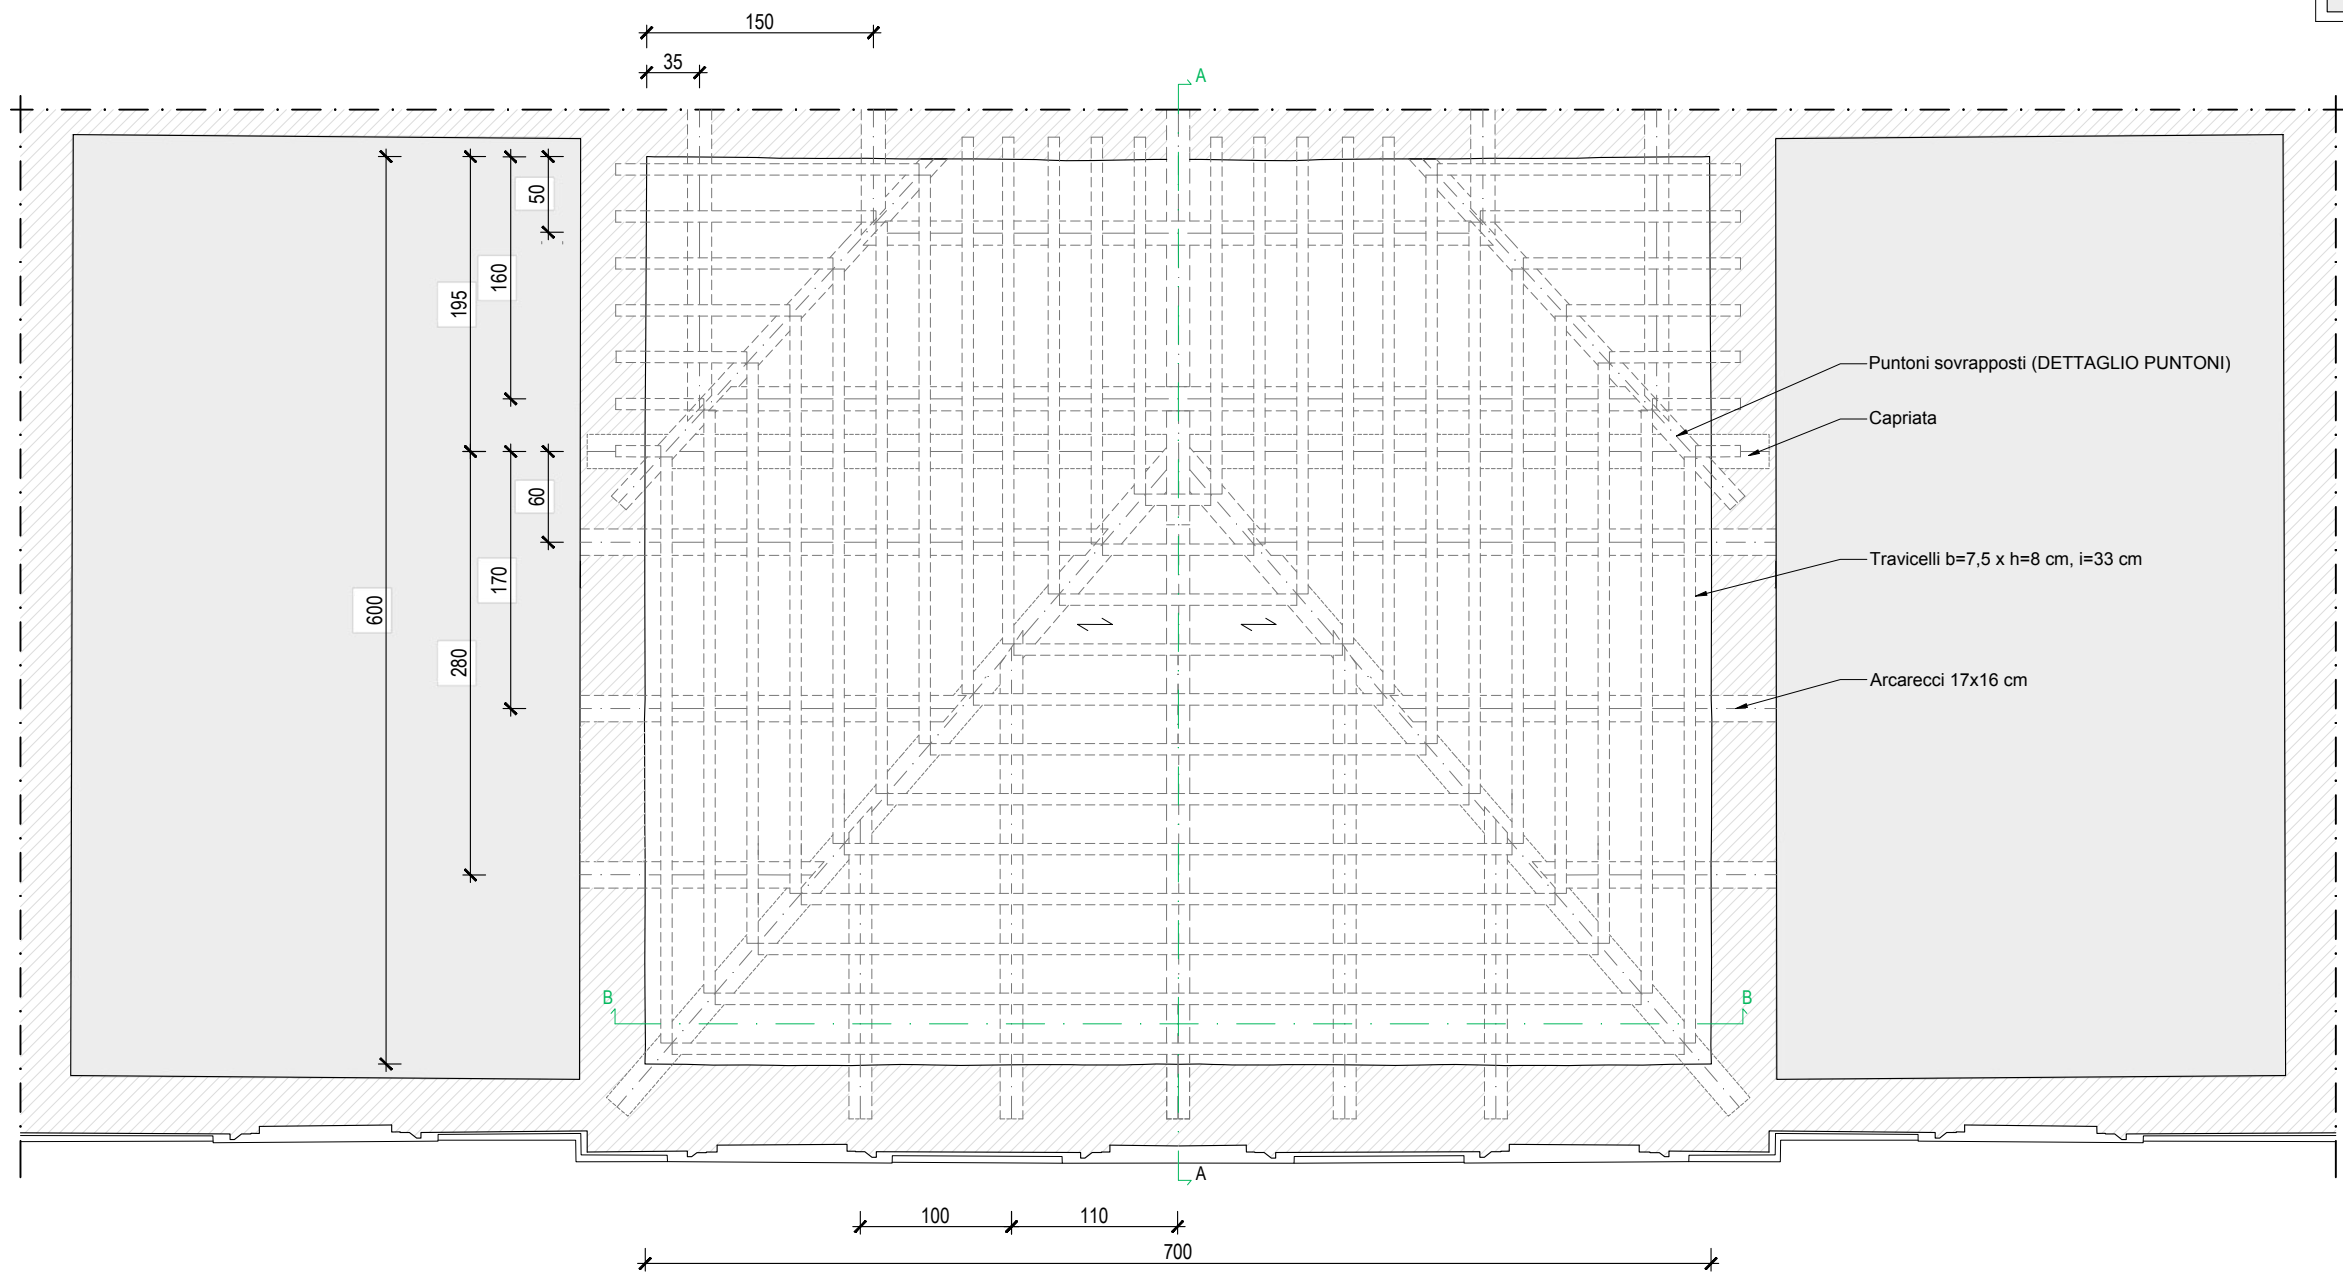 150
35
A
50
160
195
Puntoni sovrapposti (DETTAGLIO PUNTONI)
Capriata
60
Travicelli b=7,5 x h=8 cm, i=33 cm
170
600
280
Arcarecci 17x16 cm
B
B
A
100
110
700